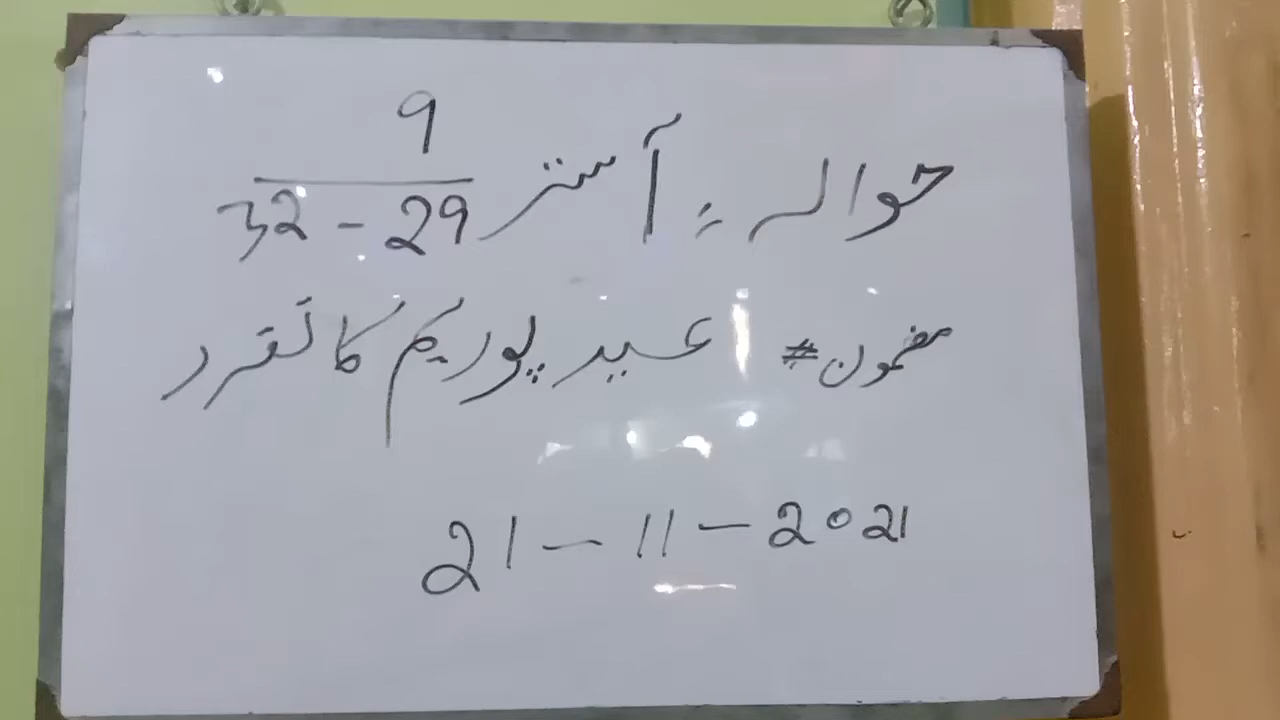 حوالہ : آستر 9 / 29 - 32
مضمون # عید پوریم کا تقرر
21 - 11 - 2021